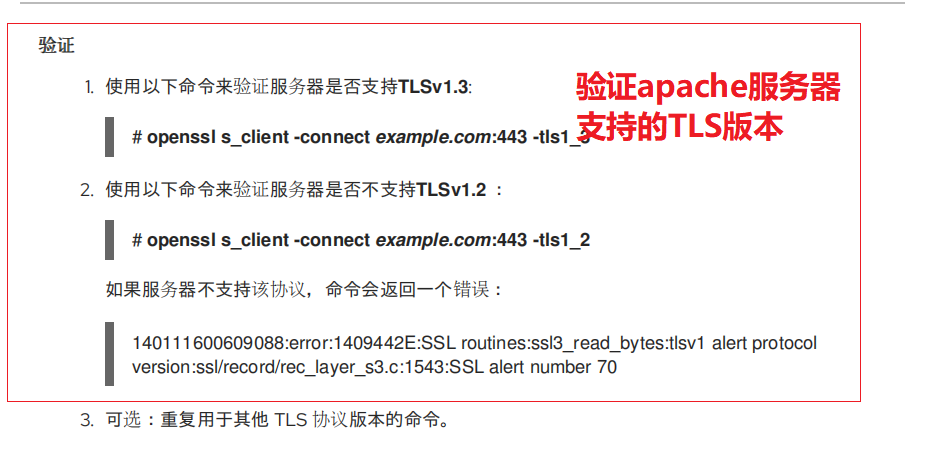 验证
1. 使用以下命令来验证服务器是否支持TLSv1.3:
验证apache服务器
支持的TLS版本
# openssl s_client -connect example.com:443 -tls1_3
2. 使用以下命令来验证服务器是否不支持TLSv1.2 ：
# openssl s_client -connect example.com:443 -tls1_2
如果服务器不支持该协议，命令会返回一个错误：
140111600609088:error:1409442E:SSL routines:ssl3_read_bytes:tlsv1 alert protocol
version:ssl/record/rec_layer_s3.c:1543:SSL alert number 70
3. 可选：重复用于其他 TLS 协议版本的命令。